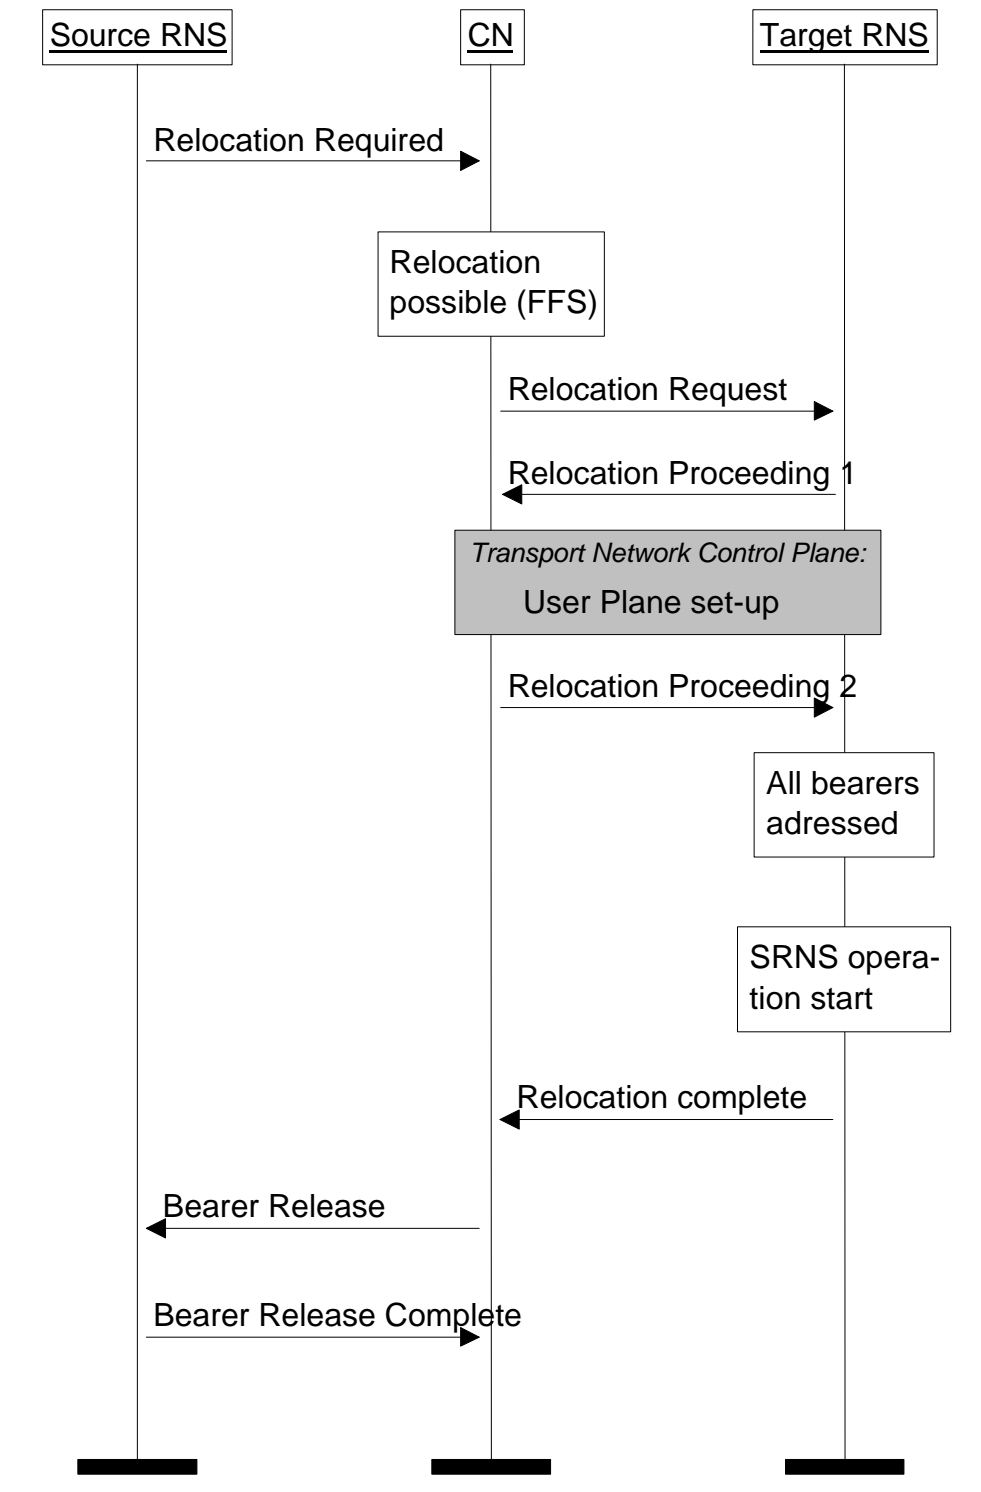 Source RNS
CN
Target RNS
Relocation Required
Relocation
possible (FFS)
Relocation Request
Relocation Proceeding 1
Transport Network Control Plane:
User Plane set-up
Relocation Proceeding 2
All bearers
adressed
SRNS opera-
tion start
Relocation complete
Bearer Release
Bearer Release Complete